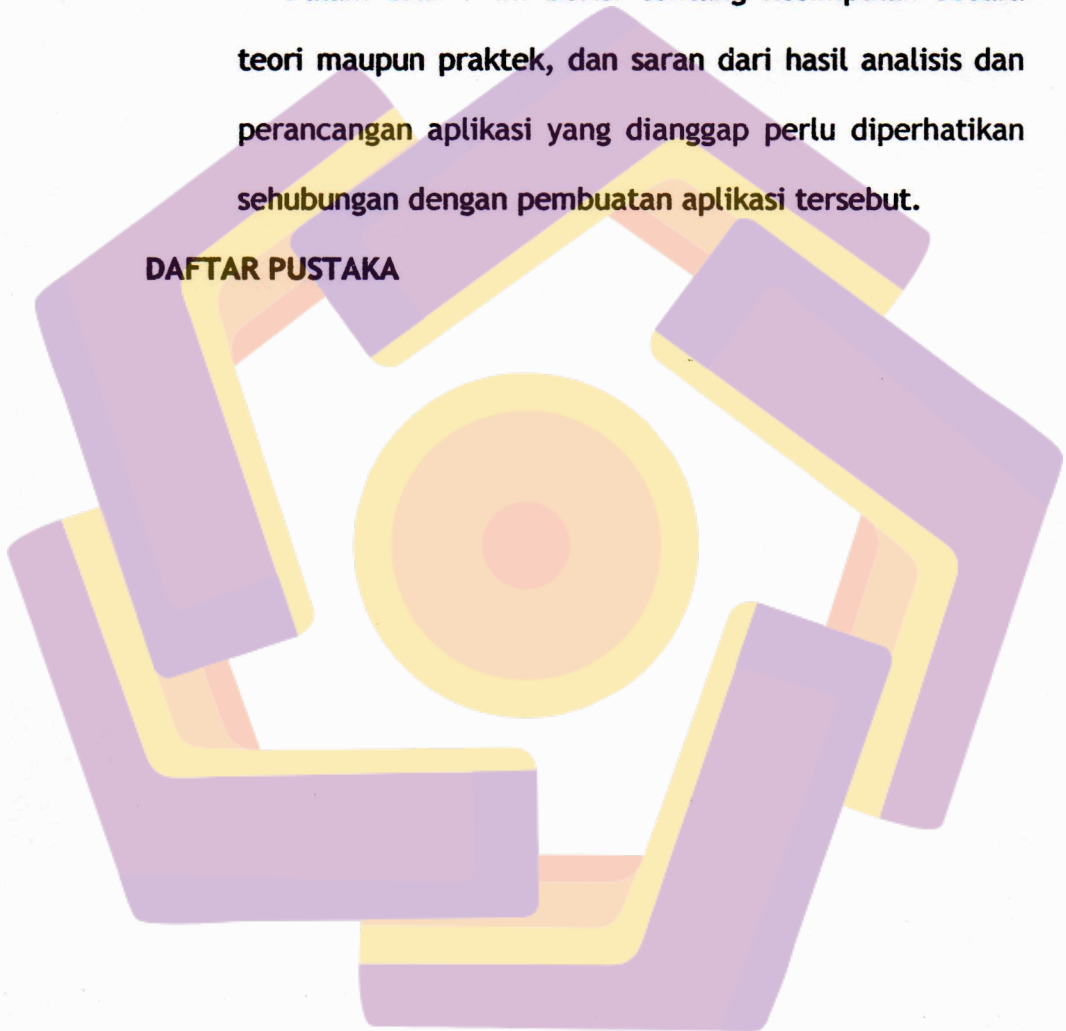 teori maupun praktek, dan saran dari hasil analisis dan
perancangan aplikasi yang dianggap perlu diperhatikan
sehubungan dengan pembuatan aplikasi tersebut.
DAFTAR PUSTAKA